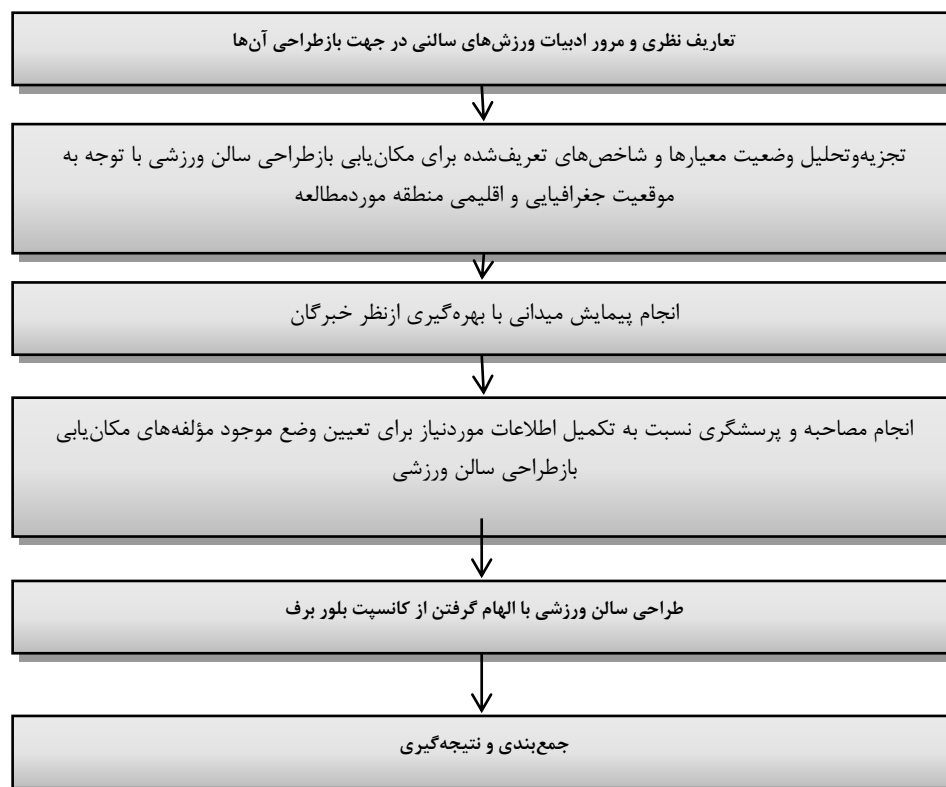 تعاریف نظری و مرور ادبیات ورزش‌های سالنی در جهت بازطراحی آن‌ها
تجزیه‌وتحلیل وضعیت معیارها و شاخص‌های تعریف‌شده برای مکان‌یابی بازطراحی سالن ورزشی با توجه به
موقعیت جغرافیایی و اقلیمی منطقه موردمطالعه
انجام پیمایش میدانی با بهره‌گیری ازنظر خبرگان
انجام مصاحبه و پرسشگری نسبت به تکمیل اطلاعات موردنیاز برای تعیین وضع موجود مؤلفه‌های مکان‌یابی
بازطراحی سالن ورزشی
طراحی سالن ورزشی با الهام گرفتن از کانسپت بلور برف
جمع‌بندی و نتیجه‌گیری